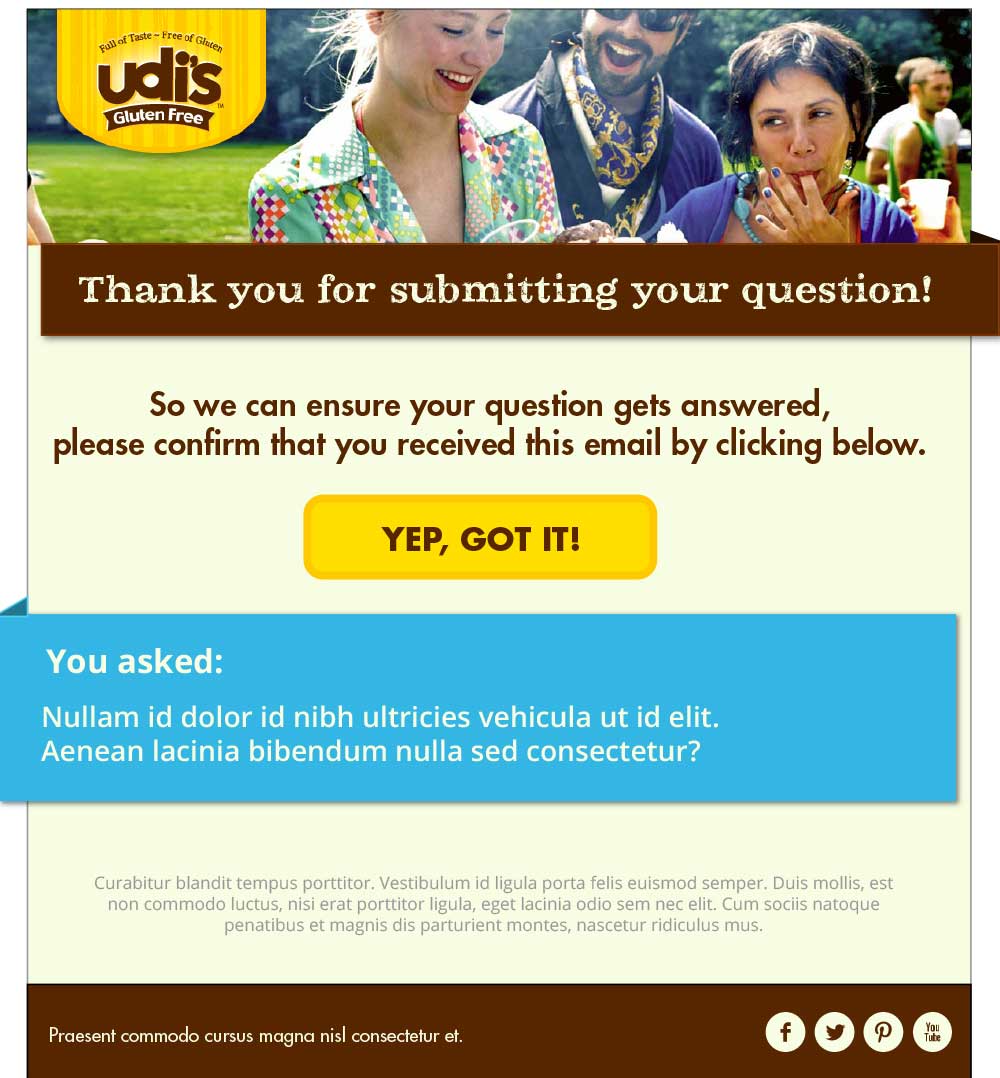 Full of Taste ~ Free of Gluten
udi's
TM
Gluten Free
Thank you for submitting your question!
So we can ensure your question gets answered,
please confirm that you received this email by clicking below.
YEP, GOT IT!
You asked:
Nullam id dolor id nibh ultricies vehicula ut id elit.
Aenean lacinia bibendum nulla sed consectetur?
Curabitur blandit tempus porttitor. Vestibulum id ligula porta felis euismod semper. Duis mollis, est
non commodo luctus, nisi erat porttitor ligula, eget lacinia odio sem nec elit. Cum sociis natoque
penatibus et magnis dis parturient montes, nascetur ridiculus mus.
Praesent commodo cursus magna nisl consectetur et.
You
Tube